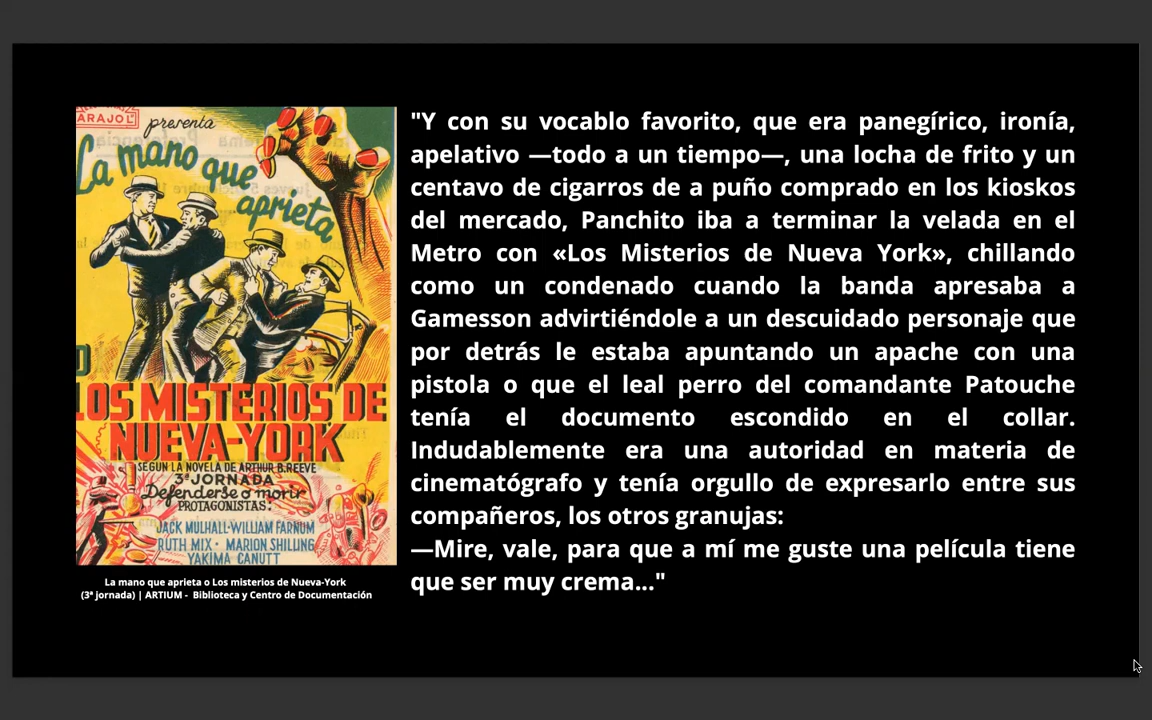 ARAJOL
presenta
La mano que
aprieta
LOS MISTERIOS DE
NUEVA-YORK
SEGUN LA NOVELA DE ARTHUR B.REEVE
3ª JORNADA
Defenderse o morir
PROTAGONISTAS:
JACK MULHALL-WILLIAM FARNUM
RUTH MIX · MARION SHILLING
YAKIMA CANUTT
La mano que aprieta o Los misterios de Nueva-York
(3ª jornada) | ARTIUM - Biblioteca y Centro de Documentación
"Y con su vocablo favorito, que era panegírico, ironía,
apelativo —todo a un tiempo—, una locha de frito y un
centavo de cigarros de a puño comprado en los kioskos
del mercado, Panchito iba a terminar la velada en el
Metro con «Los Misterios de Nueva York», chillando
como un condenado cuando la banda apresaba a
Gamesson advirtiéndole a un descuidado personaje que
por detrás le estaba apuntando un apache con una
pistola o que el leal perro del comandante Patouche
tenía el documento escondido en el collar.
Indudablemente era una autoridad en materia de
cinematógrafo y tenía orgullo de expresarlo entre sus
compañeros, los otros granujas:
—Mire, vale, para que a mí me guste una película tiene
que ser muy crema..."